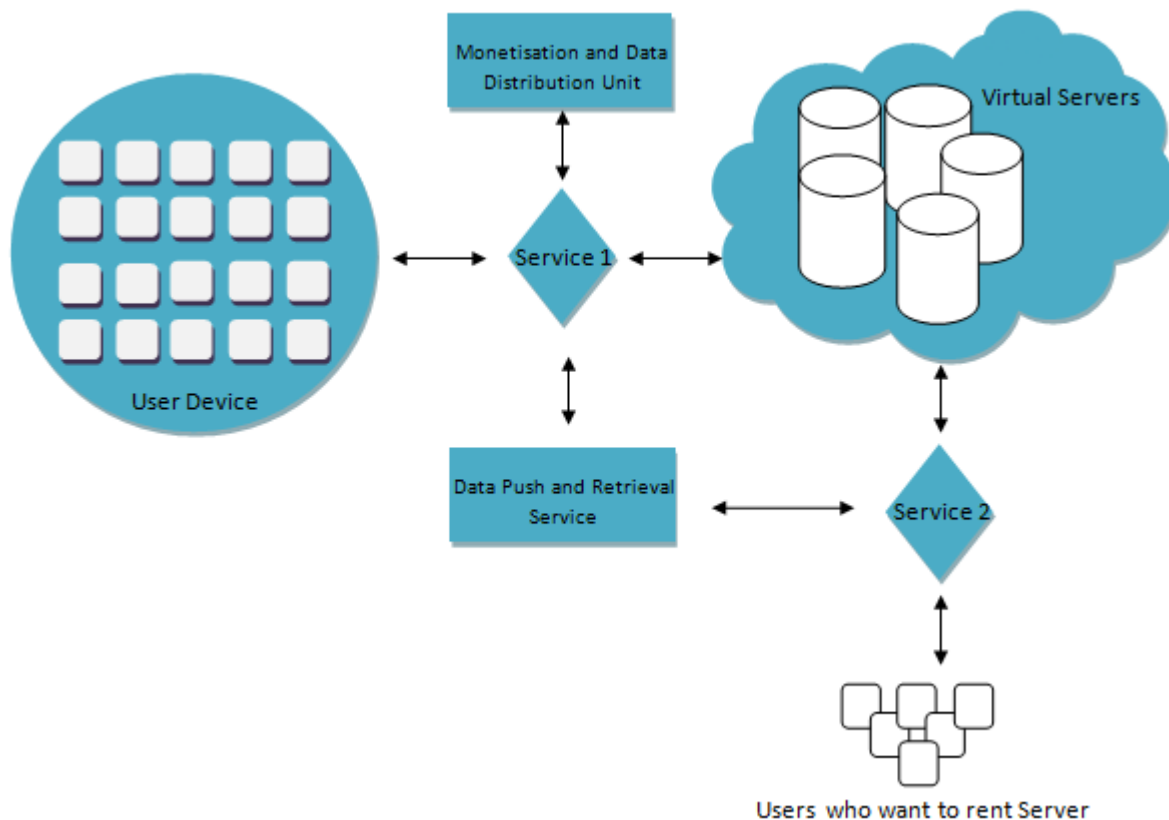 Monetisation and Data
Distribution Unit
Virtual Servers
Service 1
User Device
Data Push and Retrieval
Service
Service 2
Users who want to rent Server